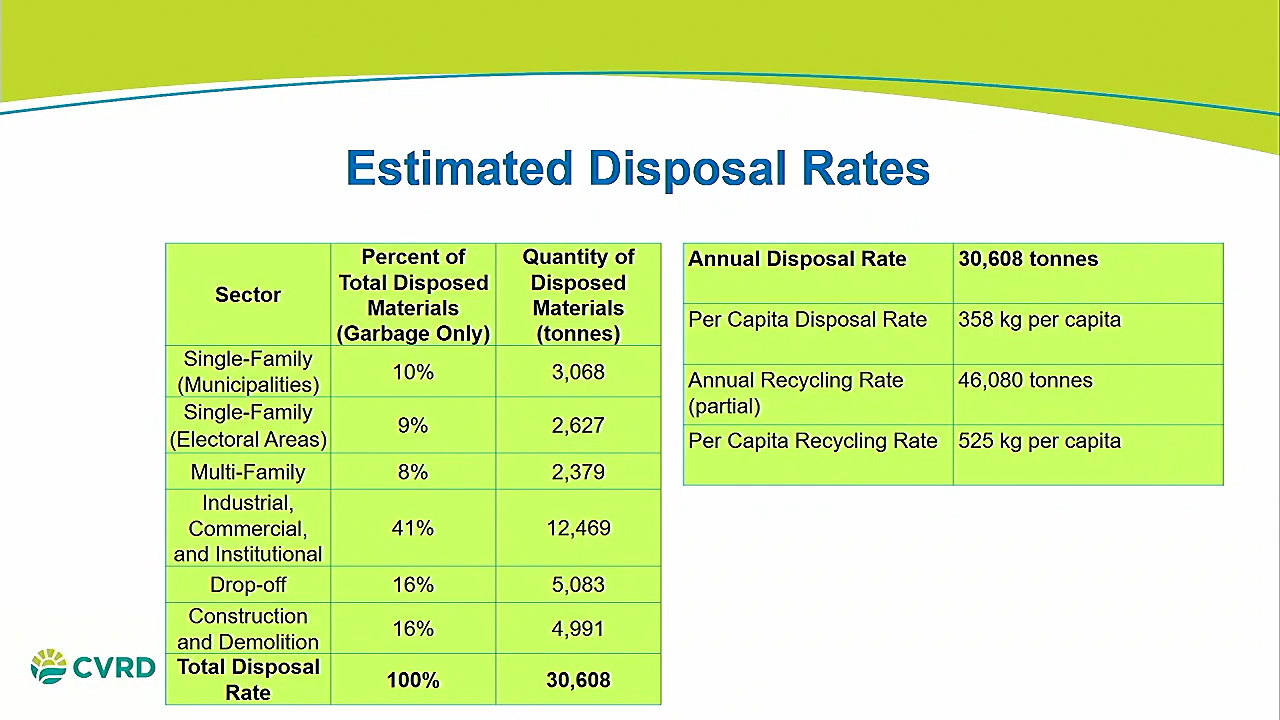 Estimated Disposal Rates
Sector
Percent of
Total Disposed
Materials
(Garbage Only)
Quantity of
Disposed
Materials
(tonnes)
Single-Family
(Municipalities)
10%
3,068
Single-Family
(Electoral Areas)
9%
2,627
Multi-Family
8%
2,379
Industrial,
Commercial,
and Institutional
41%
12,469
Drop-off
16%
5,083
Construction
and Demolition
16%
4,991
Total Disposal
Rate
100%
30,608
Annual Disposal Rate
30,608 tonnes
Per Capita Disposal Rate
358 kg per capita
Annual Recycling Rate
(partial)
46,080 tonnes
Per Capita Recycling Rate
525 kg per capita
CVRD